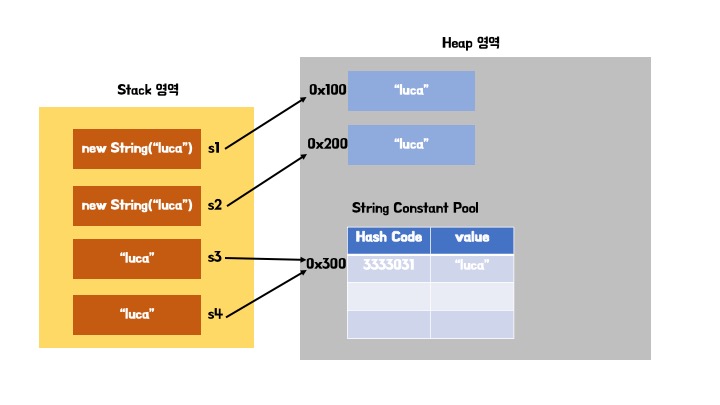 Heap 영역
Stack 영역
0x100
"luca"
new String("luca")
s1
0x200
"luca"
new String("luca")
s2
String Constant Pool
Hash Code
value
"luca"
s3
0x300
3333031
"luca"
"luca"
s4